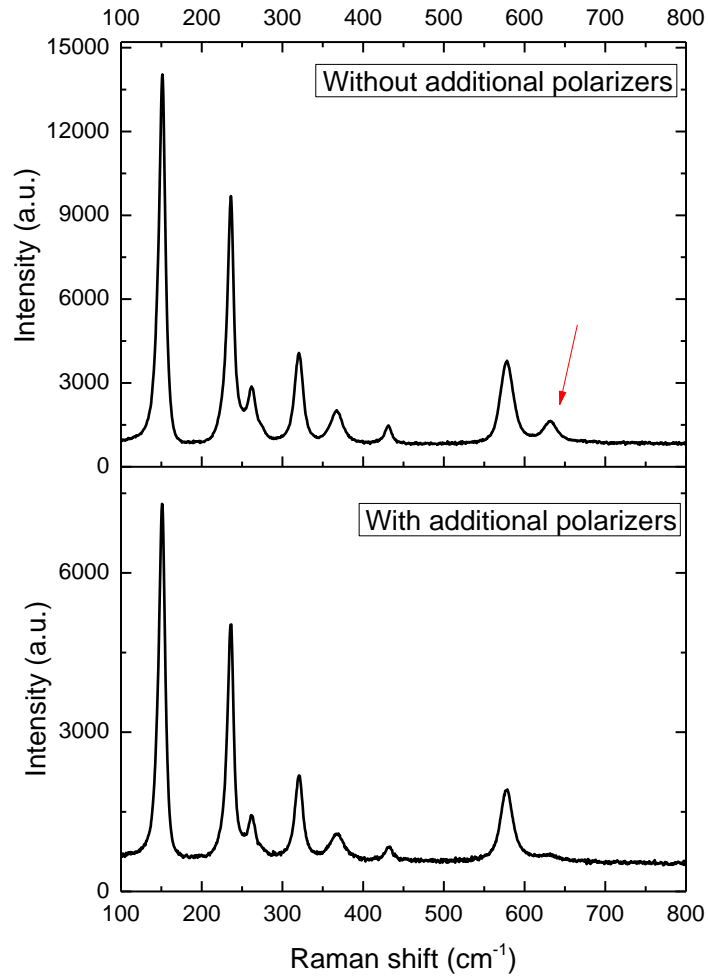 100 200 300 400 500 600 700 800
15000
Without additional polarizers
12000
9000
6000
3000
0
Intensity (a.u.)
With additional polarizers
6000
3000
0
Intensity (a.u.)
100 200 300 400 500 600 700 800
Raman shift (cm⁻¹)